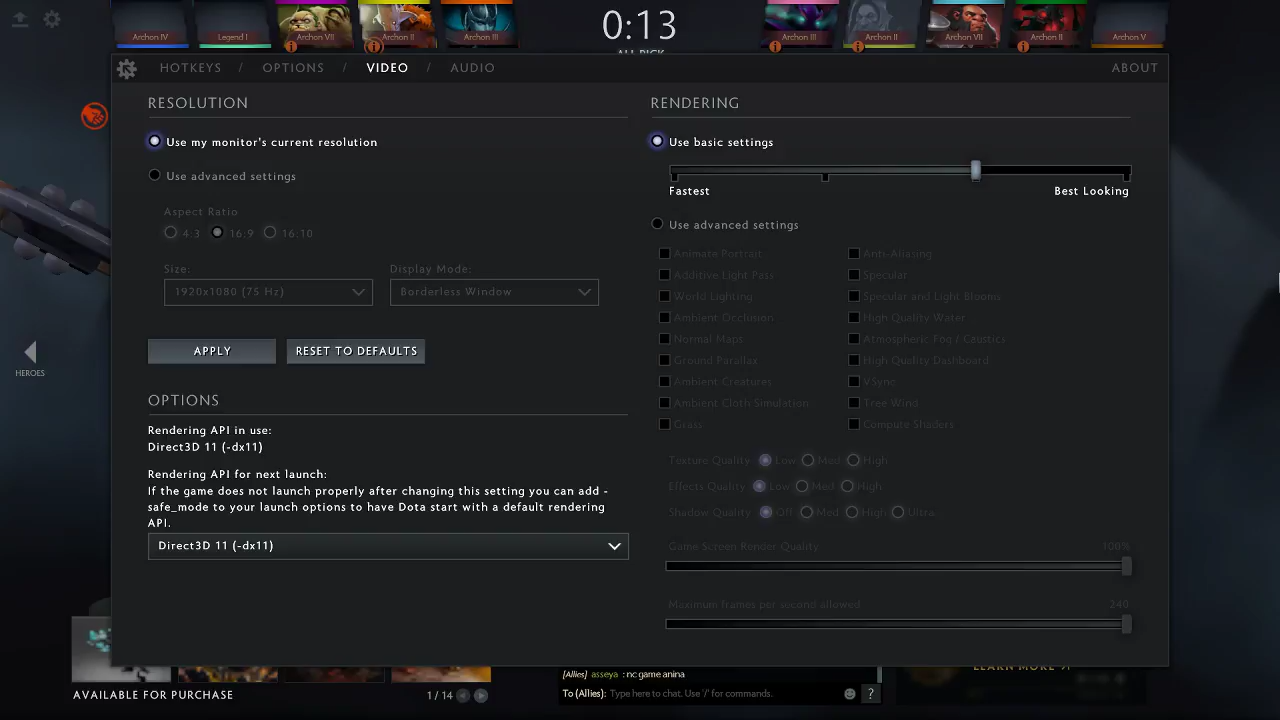 Archon IV
Legend I
Archon VII
Archon II
Archon III
0:13
ALL PICK
Archon III
Archon II
Archon VII
Archon II
Archon V
HOTKEYS / OPTIONS / VIDEO / AUDIO
ABOUT
RESOLUTION
Use my monitor's current resolution
Use advanced settings
Aspect Ratio
4:3 16:9 16:10
Size:
Display Mode:
1920x1080 (75 Hz)
Borderless Window
APPLY
RESET TO DEFAULTS
OPTIONS
Rendering API in use:
Direct3D 11 (-dx11)
Rendering API for next launch:
If the game does not launch properly after changing this setting you can add -
safe_mode to your launch options to have Dota start with a default rendering
API.
Direct3D 11 (-dx11)
RENDERING
Use basic settings
Fastest
Best Looking
Use advanced settings
Animate Portrait
Anti-Aliasing
Additive Light Pass
Specular
World Lighting
Specular and Light Blooms
Ambient Occlusion
High Quality Water
Normal Maps
Atmospheric Fog / Caustics
Ground Parallax
High Quality Dashboard
Ambient Creatures
VSync
Ambient Cloth Simulation
Tree Wind
Grass
Compute Shaders
Texture Quality Low Med High
Effects Quality Low Med High
Shadow Quality Off Med High Ultra
Game Screen Render Quality 100%
Maximum frames per second allowed 240
HEROES
AVAILABLE FOR PURCHASE
1 / 14
[Allies] asseya : nc game anina
To (Allies): Type here to chat. Use '/' for commands.
?
LEARN MORE